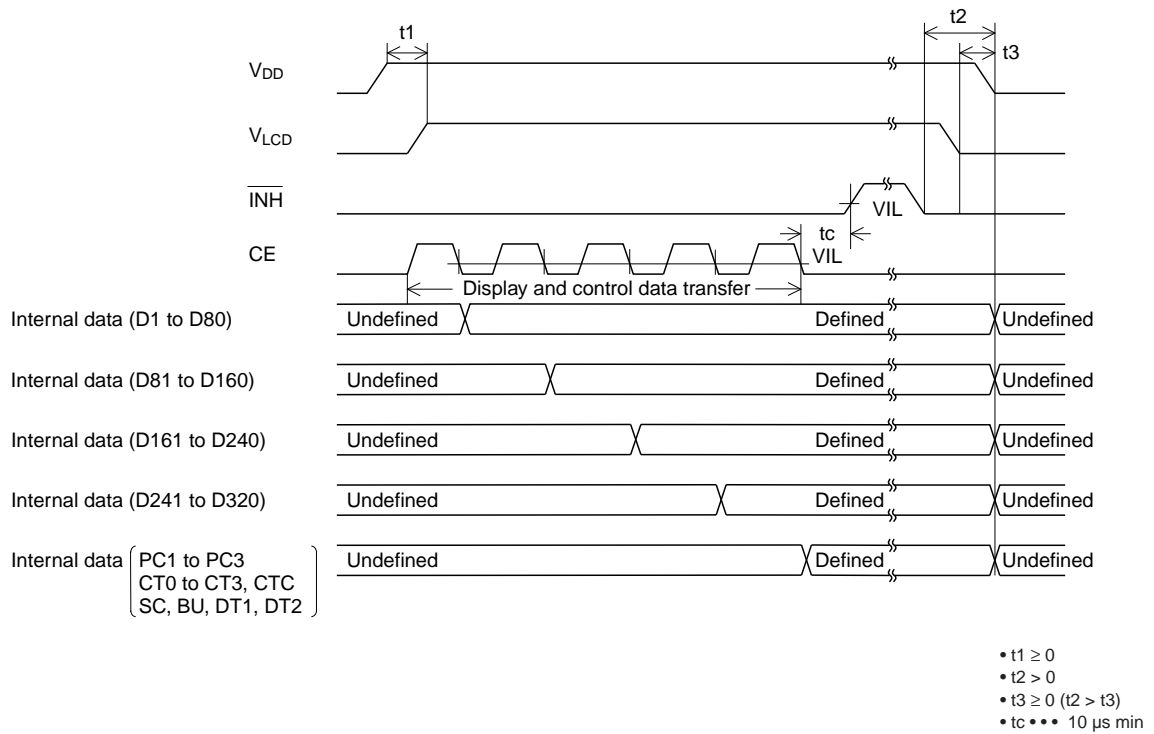 t1
t2
t3
VDD
VLCD
INH
VIL
tc
VIL
CE
Display and control data transfer
Internal data (D1 to D80)
Undefined
Defined
Undefined
Internal data (D81 to D160)
Undefined
Defined
Undefined
Internal data (D161 to D240)
Undefined
Defined
Undefined
Internal data (D241 to D320)
Undefined
Defined
Undefined
Internal data
PC1 to PC3
CT0 to CT3, CTC
SC, BU, DT1, DT2
Undefined
Defined
Undefined
• t1 ≥ 0
• t2 > 0
• t3 ≥ 0 (t2 > t3)
• tc ••• 10 µs min